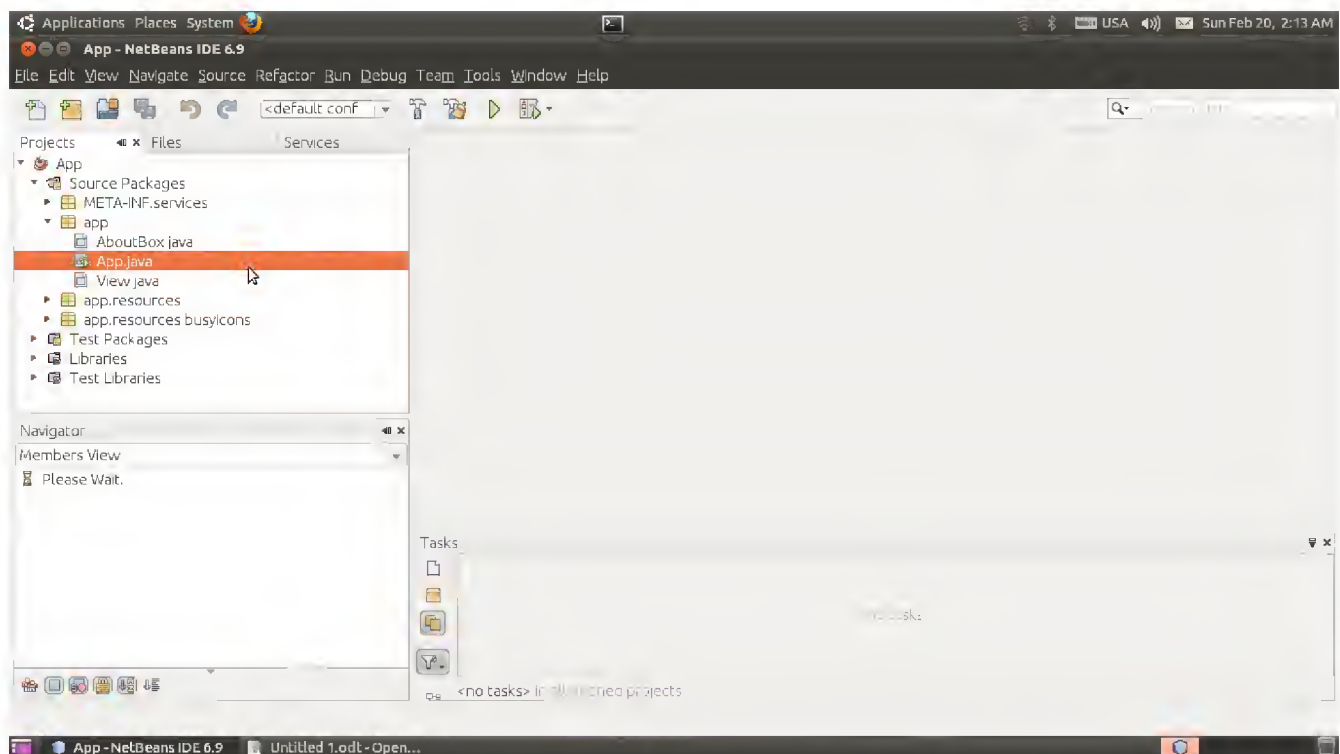 Applications Places System
USA Sun Feb 20, 2:13 AM
App - NetBeans IDE 6.9
File Edit View Navigate Source Refactor Run Debug Team Tools Window Help
<default conf
Projects Files Services
App
Source Packages
META-INF.services
app
AboutBox java
App.java
View java
app.resources
app.resources busyicons
Test Packages
Libraries
Test Libraries
Navigator
Members View
Please Wait.
Tasks
<no tasks> in projects
App - NetBeans IDE 6.9 Untitled 1.odt - Open...